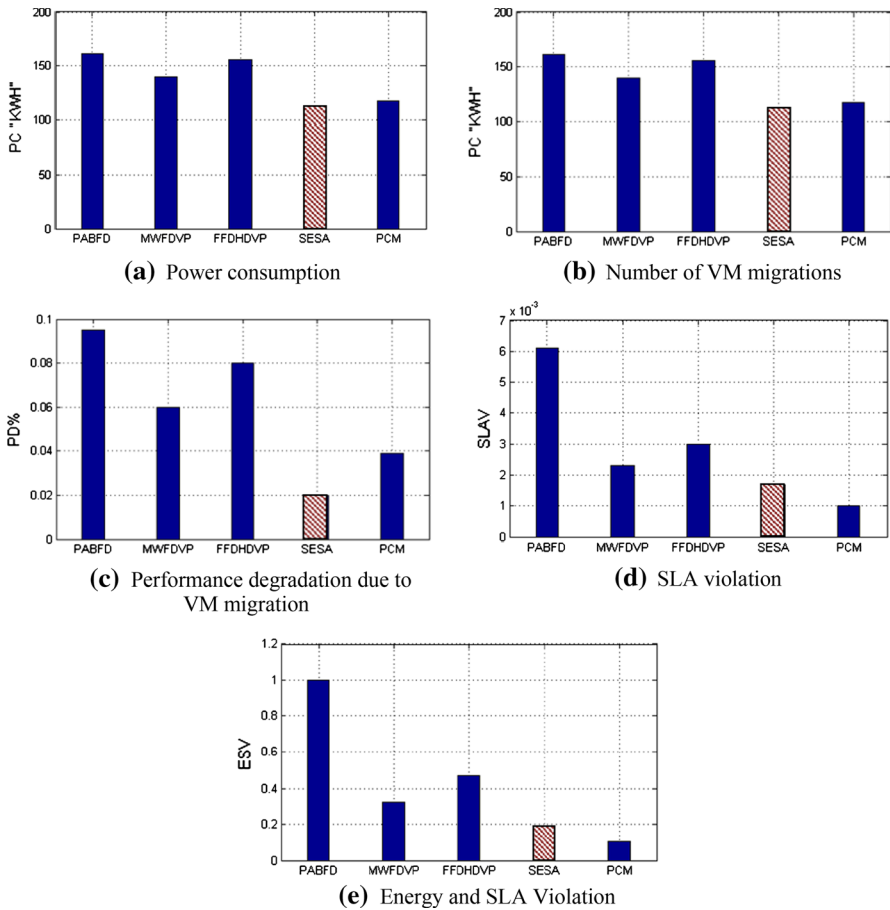 200
150
100
50
0
PC "KWH"
PABFD MWFDVP FFDHDVP SESA PCM
(a) Power consumption
200
150
100
50
0
PC "KWH"
PABFD MWFDVP FFDHDVP SESA PCM
(b) Number of VM migrations
0.1
0.08
0.06
0.04
0.02
0
PD%
PABFD MWFDVP FFDHDVP SESA PCM
(c) Performance degradation due to
VM migration
x 10⁻³
7
6
5
4
3
2
1
0
SLAV
PABFD MWFDVP FFDHDVP SESA PCM
(d) SLA violation
1.2
1
0.8
0.6
0.4
0.2
0
ESV
PABFD MWFDVP FFDHDVP SESA PCM
(e) Energy and SLA Violation